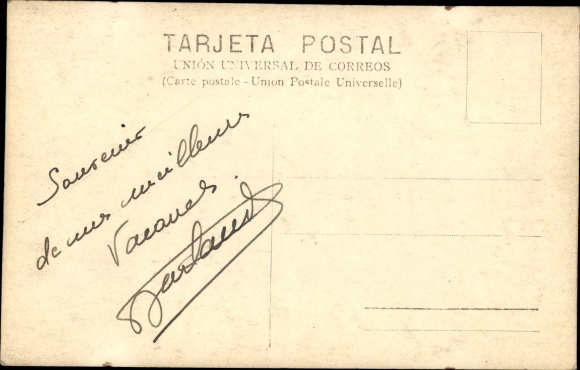 TARJETA POSTAL
UNIÓN UNIVERSAL DE CORREOS
(Carte postale - Union Postale Universelle)
Souvenir
de mes meilleures
Vacances.